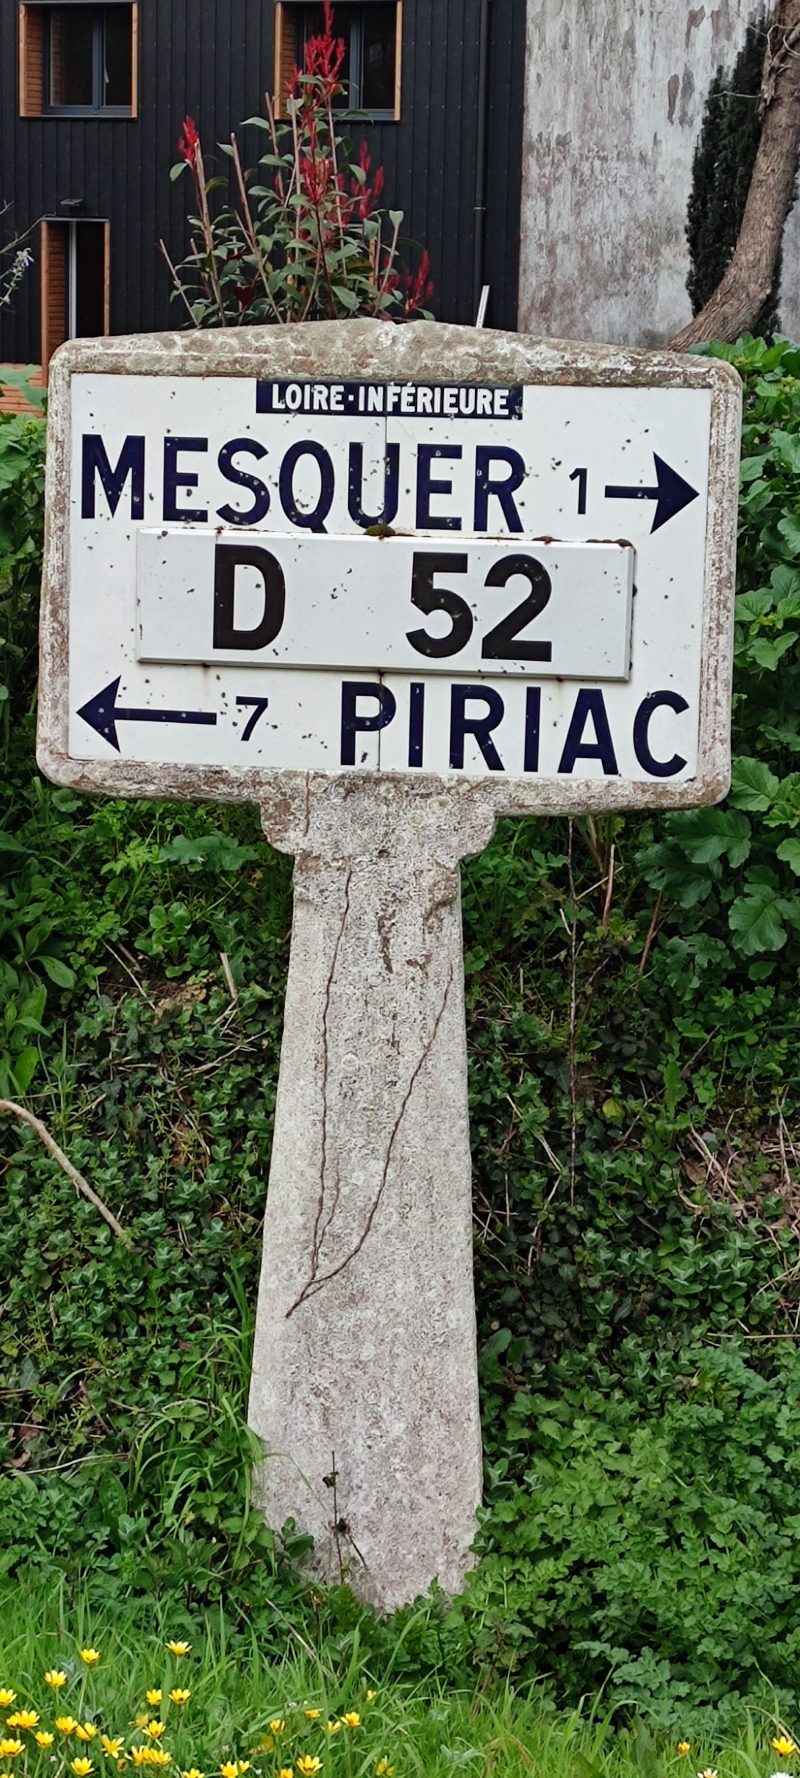 LOIRE-INFÉRIEURE
MESQUER 1 →
D 52
← 7 PIRIAC